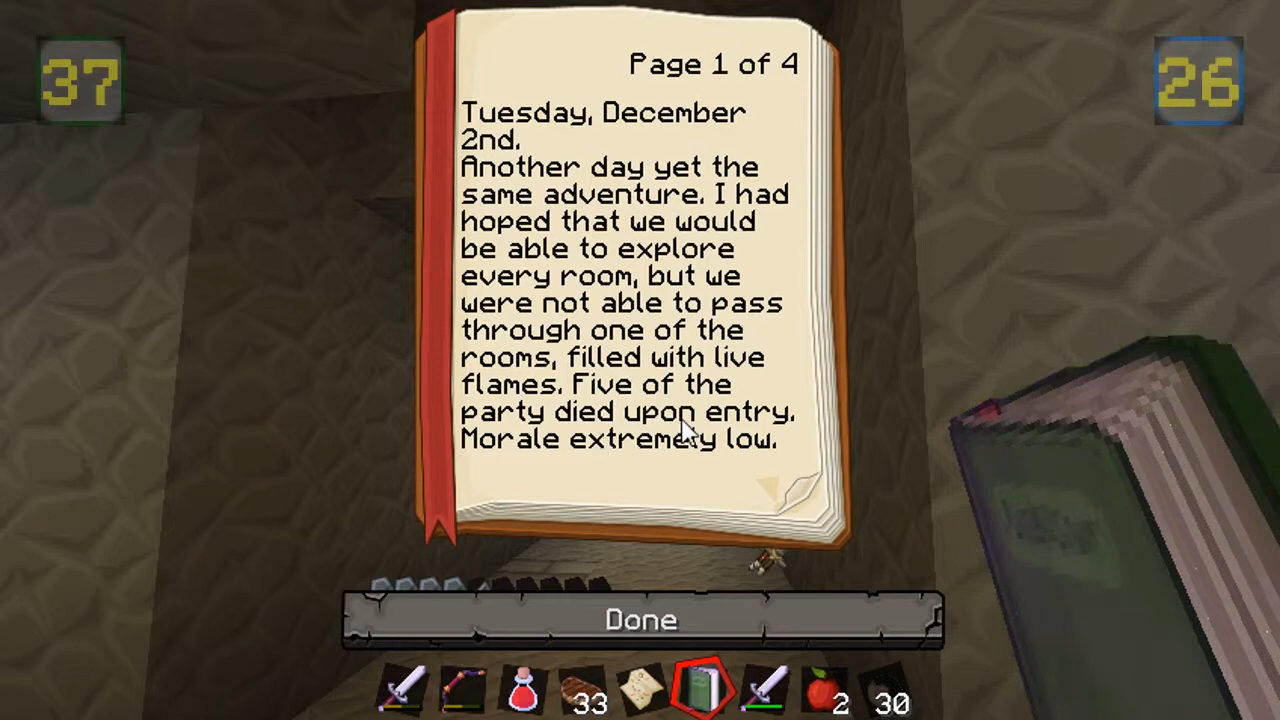 37
26
Page 1 of 4
Tuesday, December
2nd.
Another day yet the
same adventure. I had
hoped that we would
be able to explore
every room, but we
were not able to pass
through one of the
rooms, filled with live
flames. Five of the
party died upon entry.
Morale extremely low.
Done
33
2
30